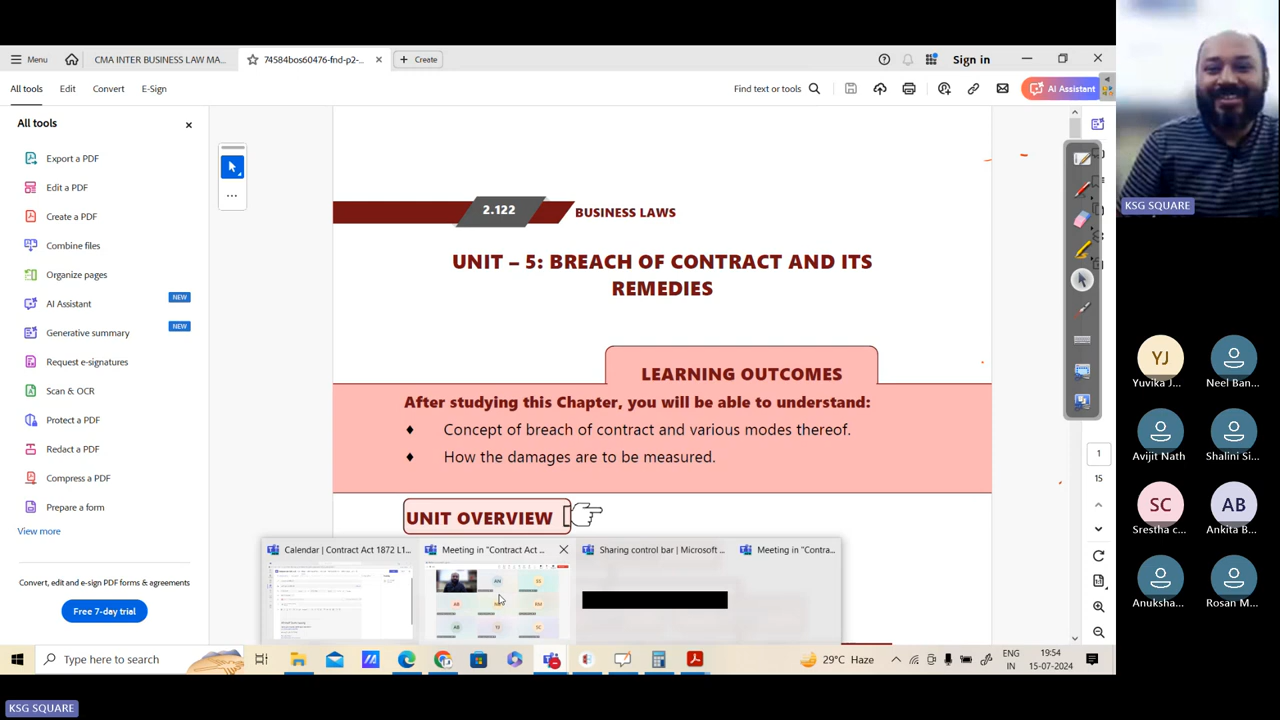 Menu
CMA INTER BUSINESS LAW MA...
74584bos60476-fnd-p2-...
Create
Sign in
All tools
Edit
Convert
E-Sign
Find text or tools
AI Assistant
All tools
Export a PDF
Edit a PDF
Create a PDF
Combine files
Organize pages
AI Assistant
NEW
Generative summary
NEW
Request e-signatures
Scan & OCR
Protect a PDF
Redact a PDF
Compress a PDF
Prepare a form
View more
Convert, edit and e-sign PDF forms & agreements
Free 7-day trial
2.122
BUSINESS LAWS
UNIT – 5: BREACH OF CONTRACT AND ITS
REMEDIES
LEARNING OUTCOMES
After studying this Chapter, you will be able to understand:
♦ Concept of breach of contract and various modes thereof.
♦ How the damages are to be measured.
UNIT OVERVIEW
Calendar | Contract Act 1872 L1...
Meeting in "Contract Act ...
Sharing control bar | Microsoft ...
Meeting in "Contra...
AN
SS
AB
AB
YJ
SC
1
15
KSG SQUARE
YJ
Yuvika J...
Neel Ban...
Avijit Nath
Shalini Si...
SC
Srestha c...
AB
Ankita B...
Anuksha...
Rosan M...
Type here to search
29°C Haze
ENG
IN
19:54
15-07-2024
KSG SQUARE